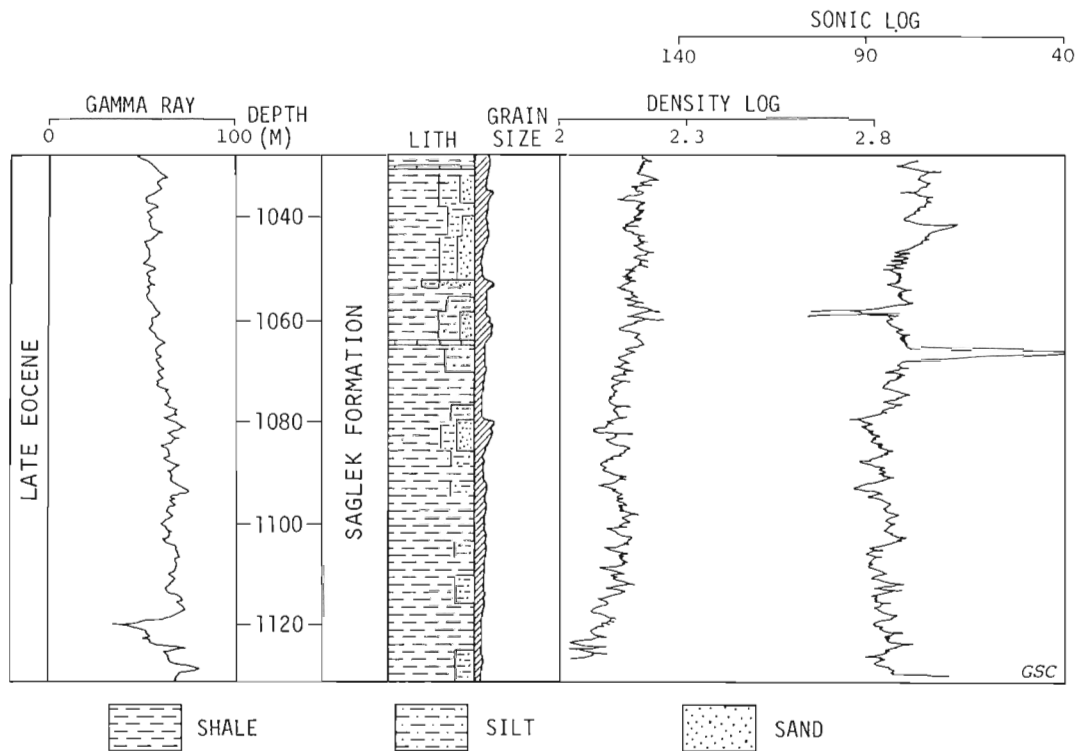 SONIC LOG
140 90 40
GAMMA RAY DEPTH (M) LITH GRAIN SIZE DENSITY LOG
0 100 2 2.3 2.8
LATE EOCENE
1040
1060
1080
1100
1120
SAGLEK FORMATION
GSC
SHALE SILT SAND